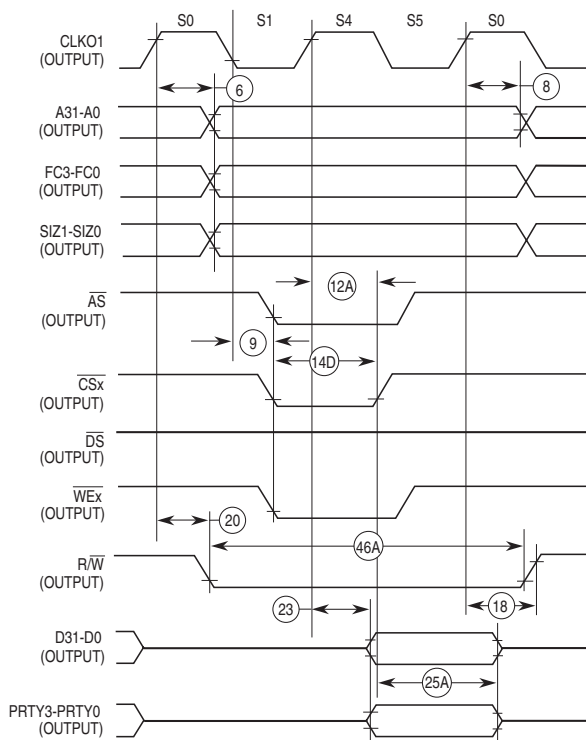 S0 S1 S4 S5 S0
CLKO1
(OUTPUT)
6
8
A31-A0
(OUTPUT)
FC3-FC0
(OUTPUT)
SIZ1-SIZ0
(OUTPUT)
12A
AS
(OUTPUT)
9
14D
CSx
(OUTPUT)
DS
(OUTPUT)
WEx
(OUTPUT)
20
46A
R/W
(OUTPUT)
23
18
D31-D0
(OUTPUT)
25A
PRTY3-PRTY0
(OUTPUT)